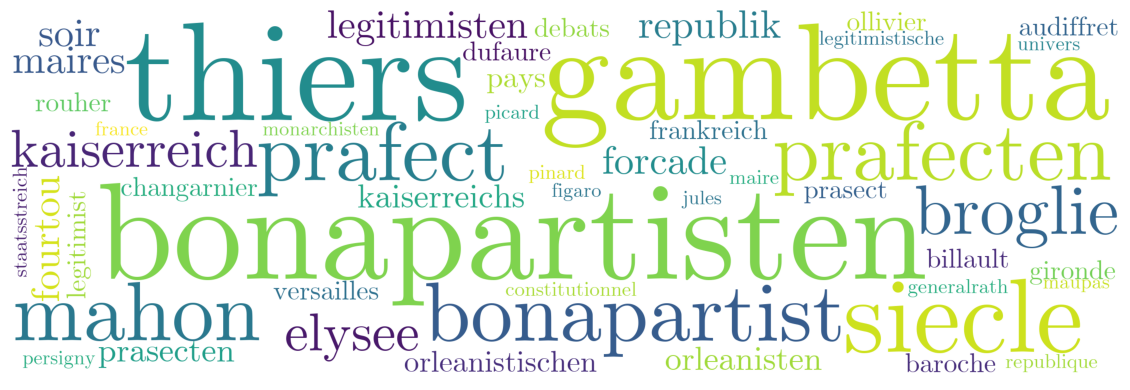 soir
legitimisten
debats
republik
ollivier
audiffret
maires
thiers
dufaure
gambetta
legitimistische
univers
rouher
pays
picard
france
monarchisten
frankreich
kaiserreich
prafect
forcade
prafecten
staatsstreich
fourtou
legitimist
changarnier
kaiserreichs
pinard
figaro
maire
jules
prasect
bonapartisten
broglie
billault
gironde
mahon
versailles
constitutionnel
generalrath
maupas
elysee
bonapartist
siecle
persigny
prasecten
orleanistischen
orleanisten
baroche
republique